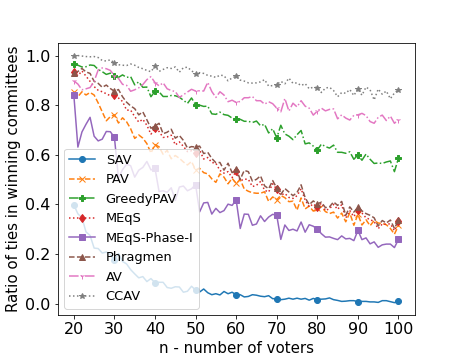 Ratio of ties in winning committees
1.0
0.8
0.6
0.4
0.2
0.0
SAV
PAV
GreedyPAV
MEqS
MEqS-Phase-I
Phragmen
AV
CCAV
20 30 40 50 60 70 80 90 100
n - number of voters